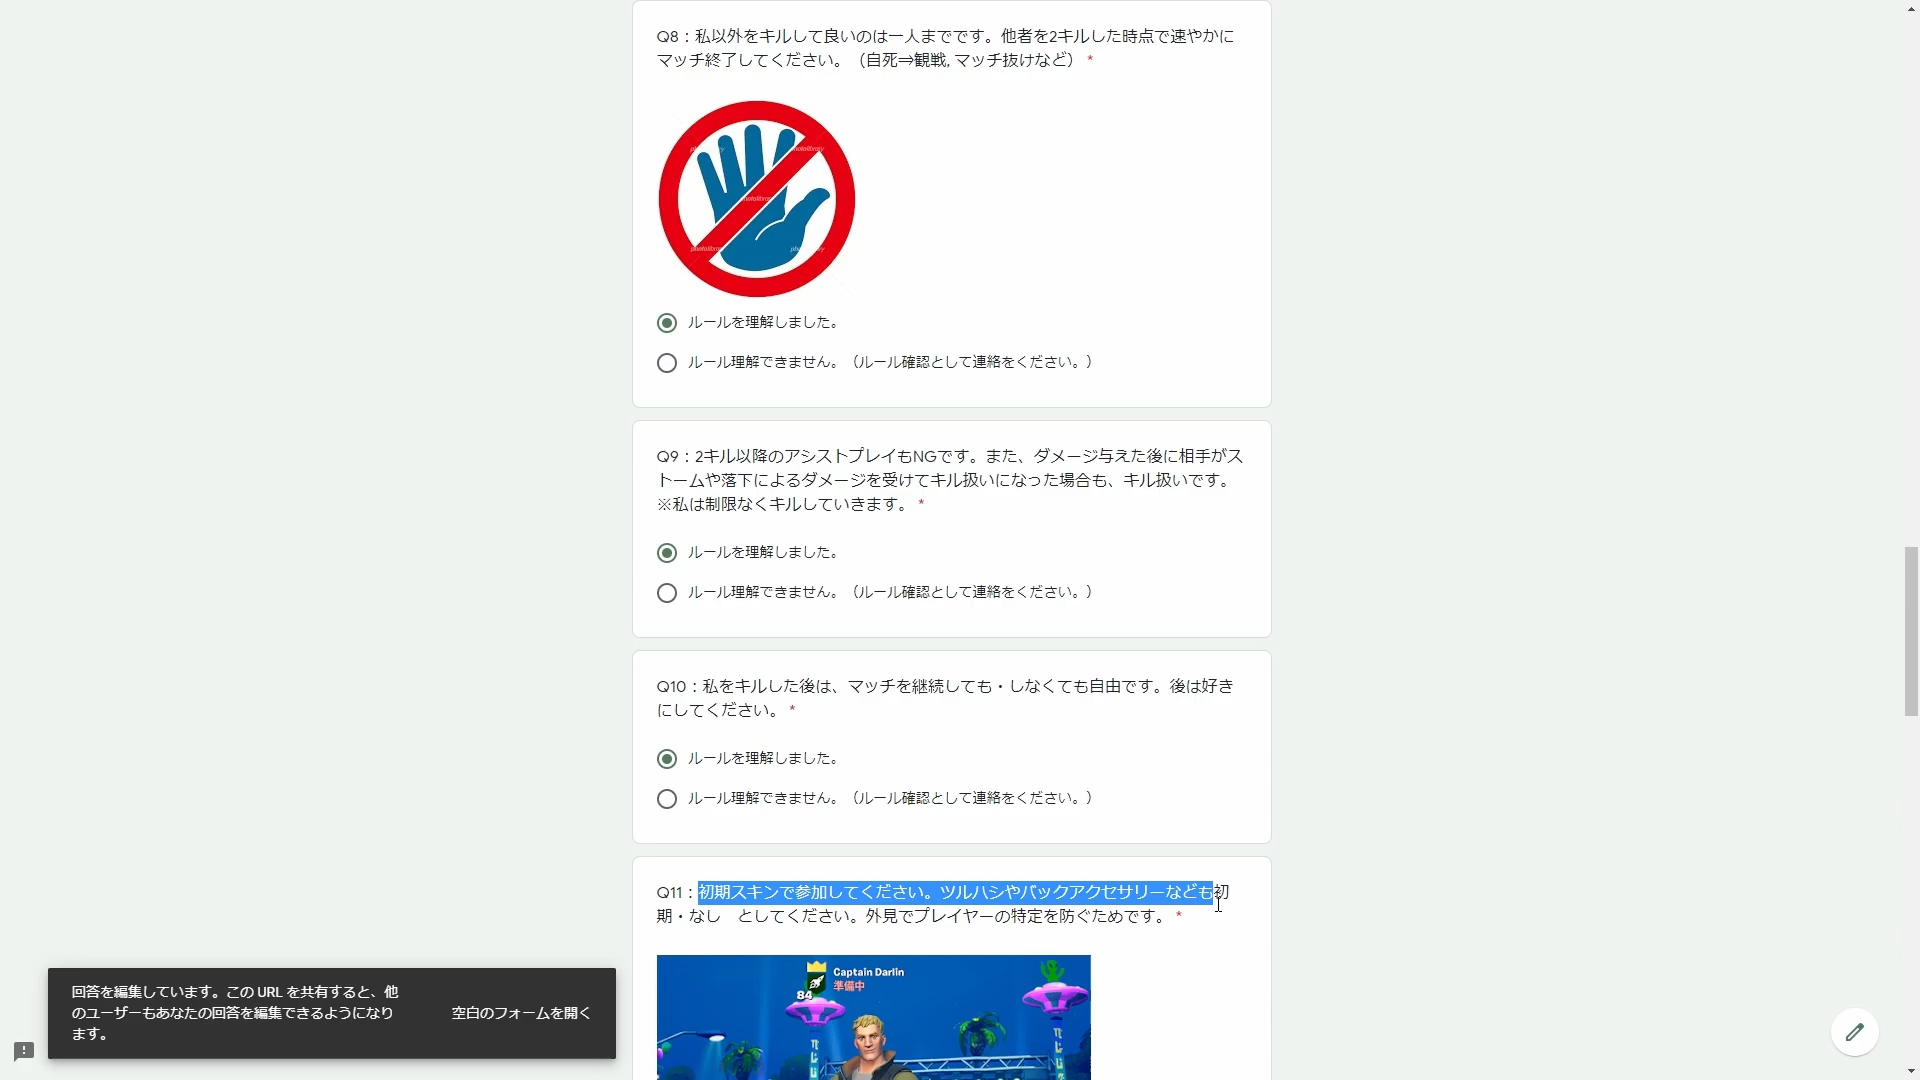 Q8：私以外をキルして良いのは一人までです。他者を2キルした時点で速やかに
マッチ終了してください。（自死⇒観戦, マッチ抜けなど） *
photolibrary
photolibrary
ルールを理解しました。
ルール理解できません。（ルール確認として連絡をください。）
Q9：2キル以降のアシストプレイもNGです。また、ダメージ与えた後に相手がス
トームや落下によるダメージを受けてキル扱いになった場合も、キル扱いです。
※私は制限なくキルしていきます。 *
ルールを理解しました。
ルール理解できません。（ルール確認として連絡をください。）
Q10：私をキルした後は、マッチを継続しても・しなくても自由です。後は好き
にしてください。 *
ルールを理解しました。
ルール理解できません。（ルール確認として連絡をください。）
Q11：初期スキンで参加してください。ツルハシやバックアクセサリーなども初
期・なし　としてください。外見でプレイヤーの特定を防ぐためです。 *
Captain Darlin
準備中
84
回答を編集しています。この URL を共有すると、他
のユーザーもあなたの回答を編集できるようになり
ます。
空白のフォームを開く